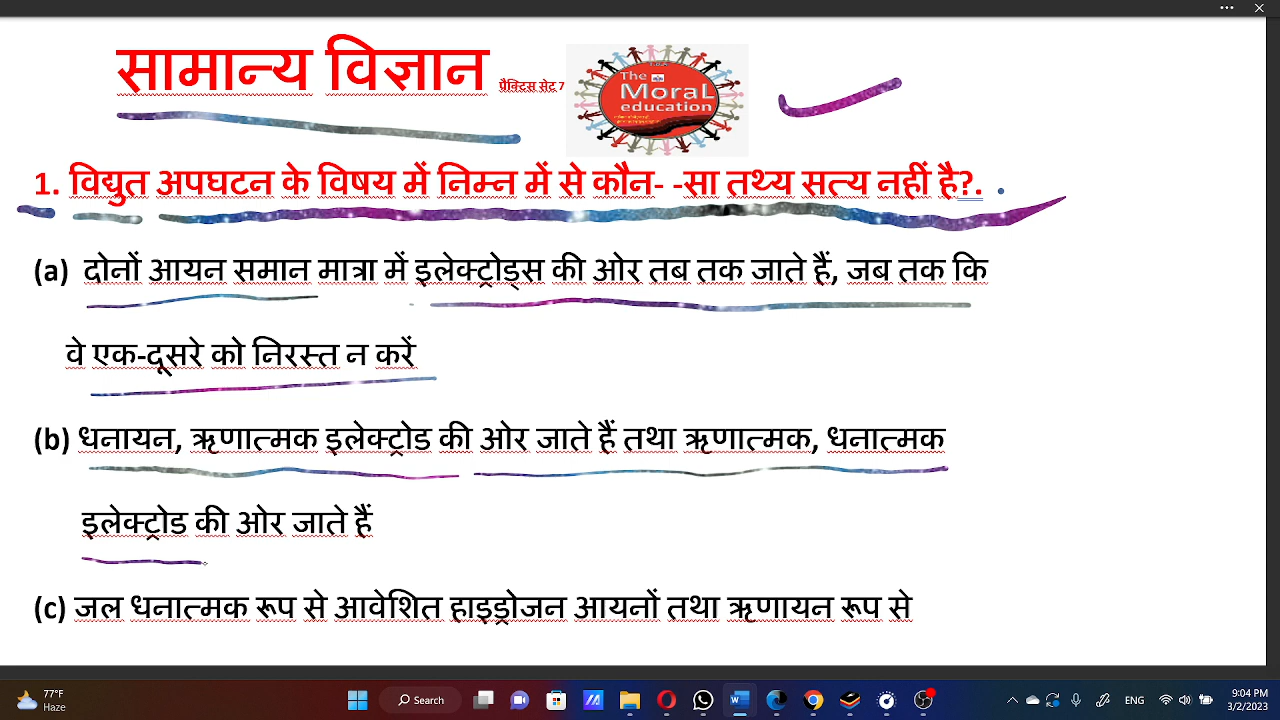 सामान्य विज्ञान प्रैक्टिस सेट् 7
The
MoraL
education
1. विद्युत अपघटन के विषय में निम्न में से कौन- -सा तथ्य सत्य नहीं है?.
(a) दोनों आयन समान मात्रा में इलेक्ट्रोड्स की ओर तब तक जाते हैं, जब तक कि
वे एक-दूसरे को निरस्त न करें
(b) धनायन, ऋणात्मक इलेक्ट्रोड की ओर जाते हैं तथा ऋणात्मक, धनात्मक
इलेक्ट्रोड की ओर जाते हैं
(c) जल धनात्मक रूप से आवेशित हाइड्रोजन आयनों तथा ऋणायन रूप से
77°F
Haze
Search
ENG
9:04 PM
3/2/2023